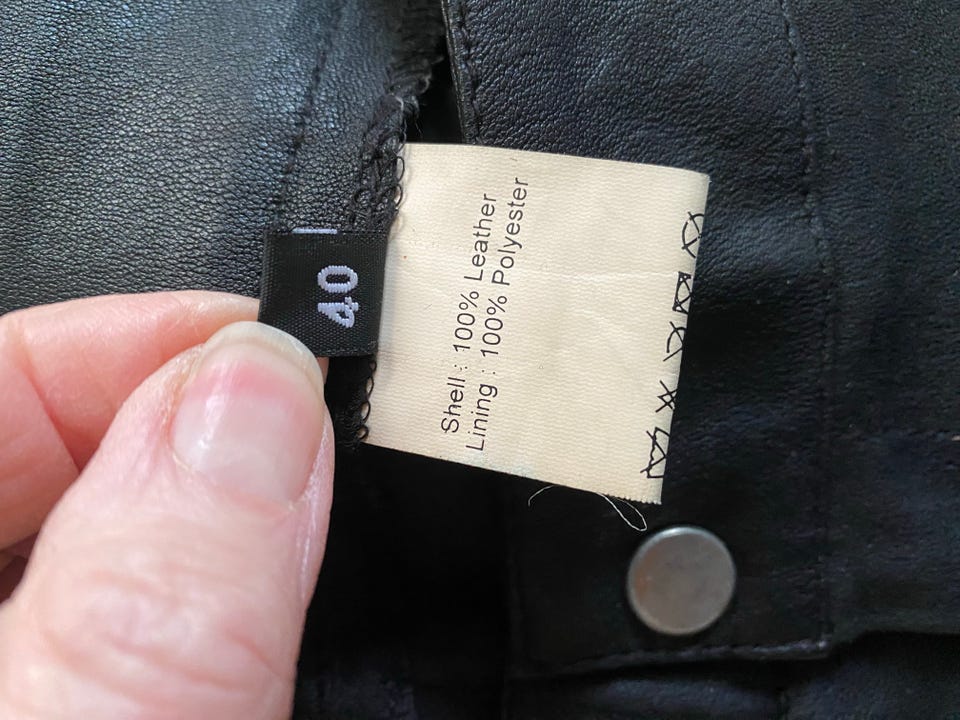 40
Shell : 100% Leather
Lining : 100% Polyester